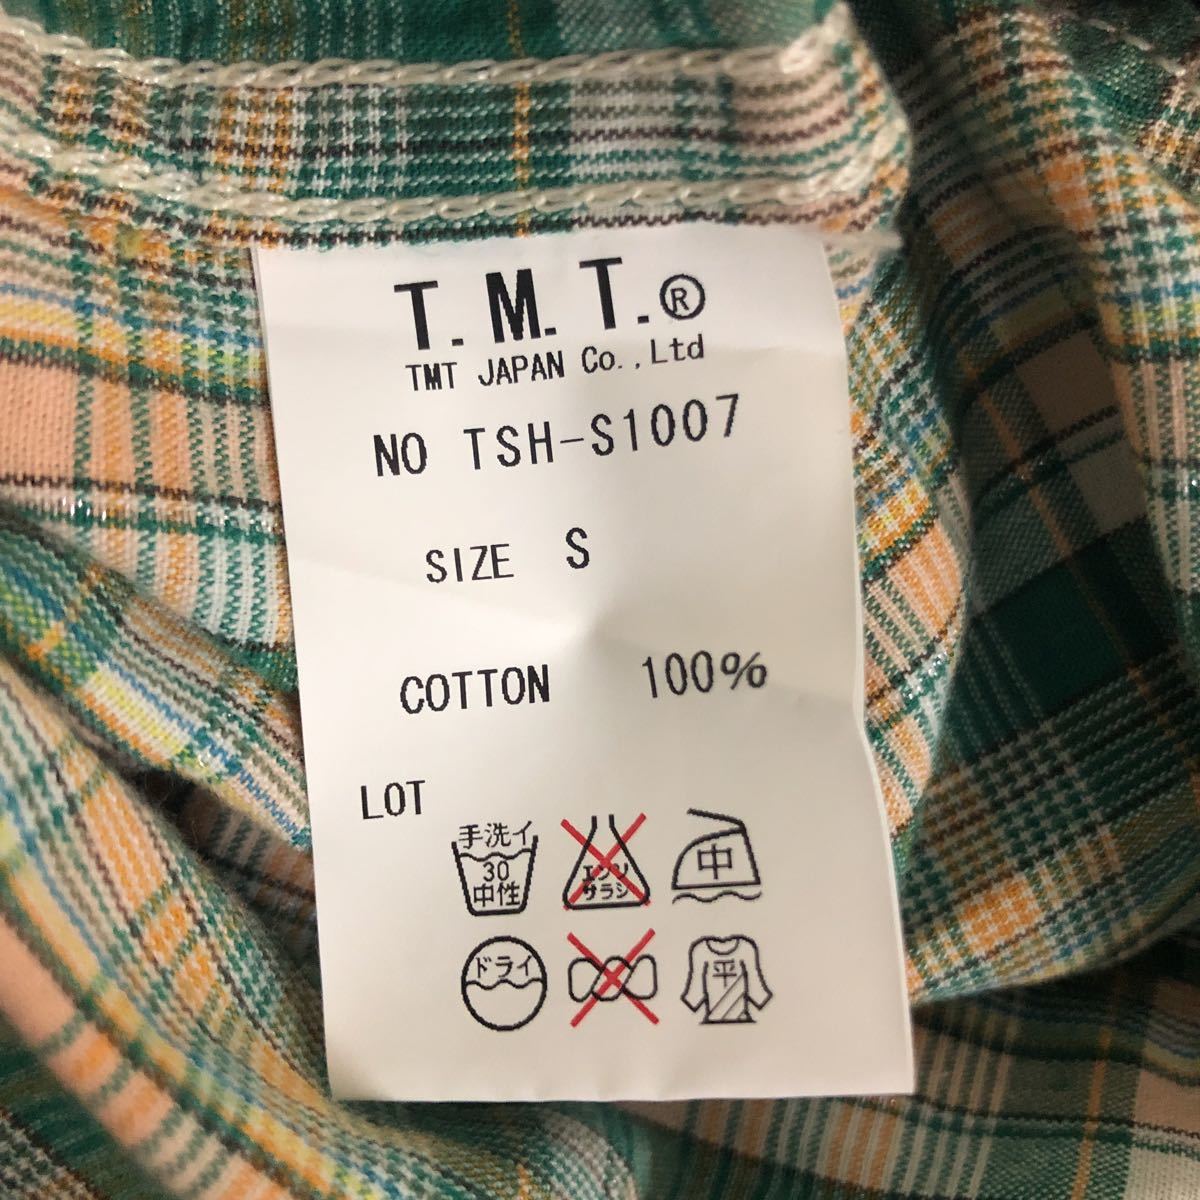 T.M.T.®
TMT JAPAN Co.,Ltd
NO TSH-S1007
SIZE S
COTTON 100%
LOT
手洗イ
30
中性
エンソ
サラシ
中
ドライ
平